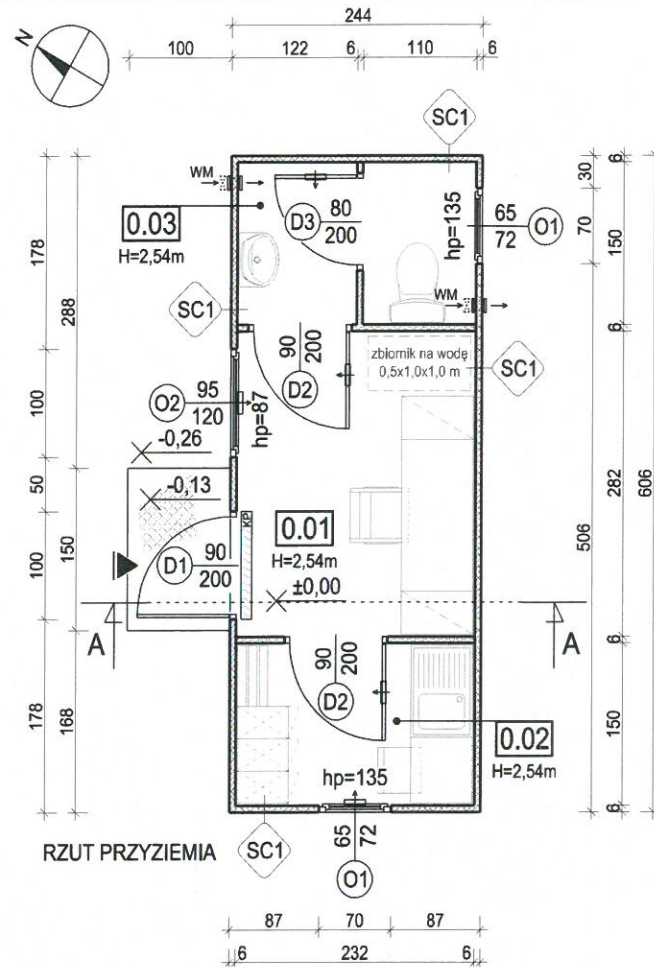 244
100 122 6 110 6
N
SC1
WM
0.03
H=2,54m
D3 80
200
hp=135
65
72
O1
30
70
506
6
150
6
282
6
150
6
606
178
100
50
100
178
288
150
168
SC1
WM
90
200
D2
zbiornik na wodę
0,5x1,0x1,0 m
SC1
O2 95
120
hp=87
-0,26
-0,13
KP
0.01
H=2,54m
D1 90
200
±0,00
A
A
90
200
D2
0.02
H=2,54m
hp=135
SC1
65
72
O1
RZUT PRZYZIEMIA
87 70 87
6 232 6